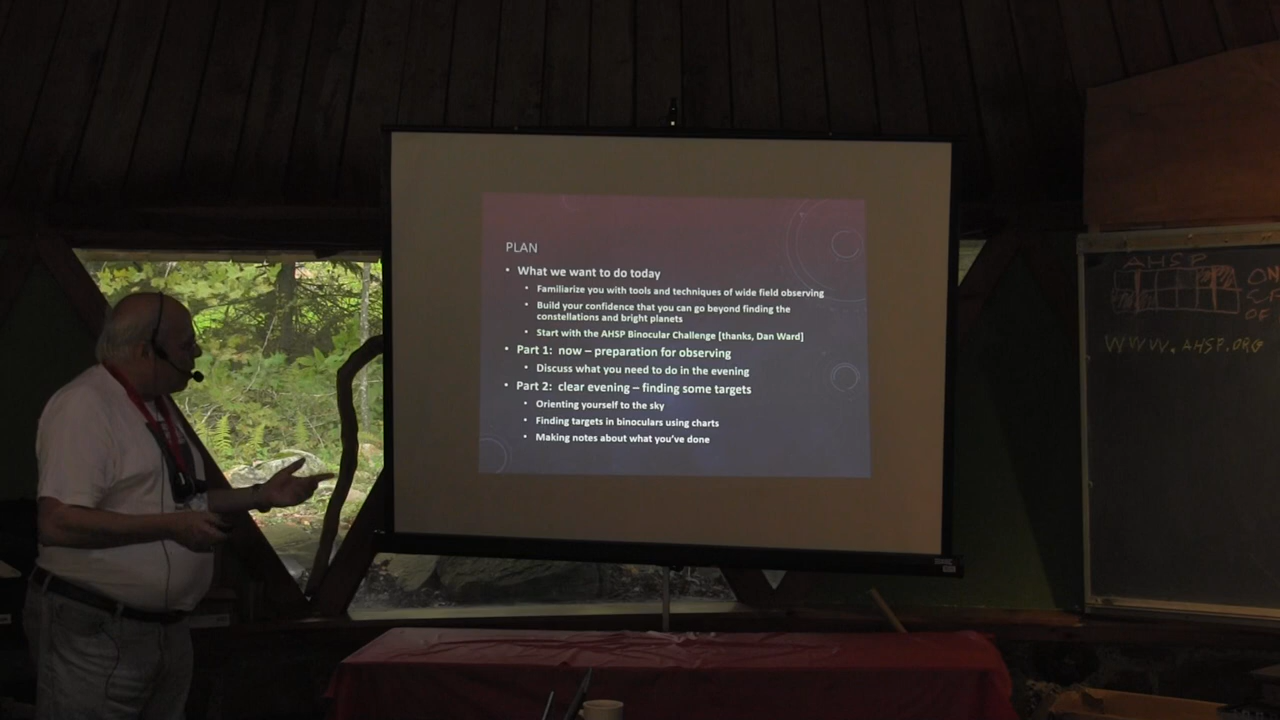 PLAN
• What we want to do today
• Familiarize you with tools and techniques of wide field observing
• Build your confidence that you can go beyond finding the
constellations and bright planets
• Start with the AHSP Binocular Challenge [thanks, Dan Ward]
• Part 1: now – preparation for observing
• Discuss what you need to do in the evening
• Part 2: clear evening – finding some targets
• Orienting yourself to the sky
• Finding targets in binoculars using charts
• Making notes about what you've done
AHSP
ON
OF
WWW.AHSP.ORG